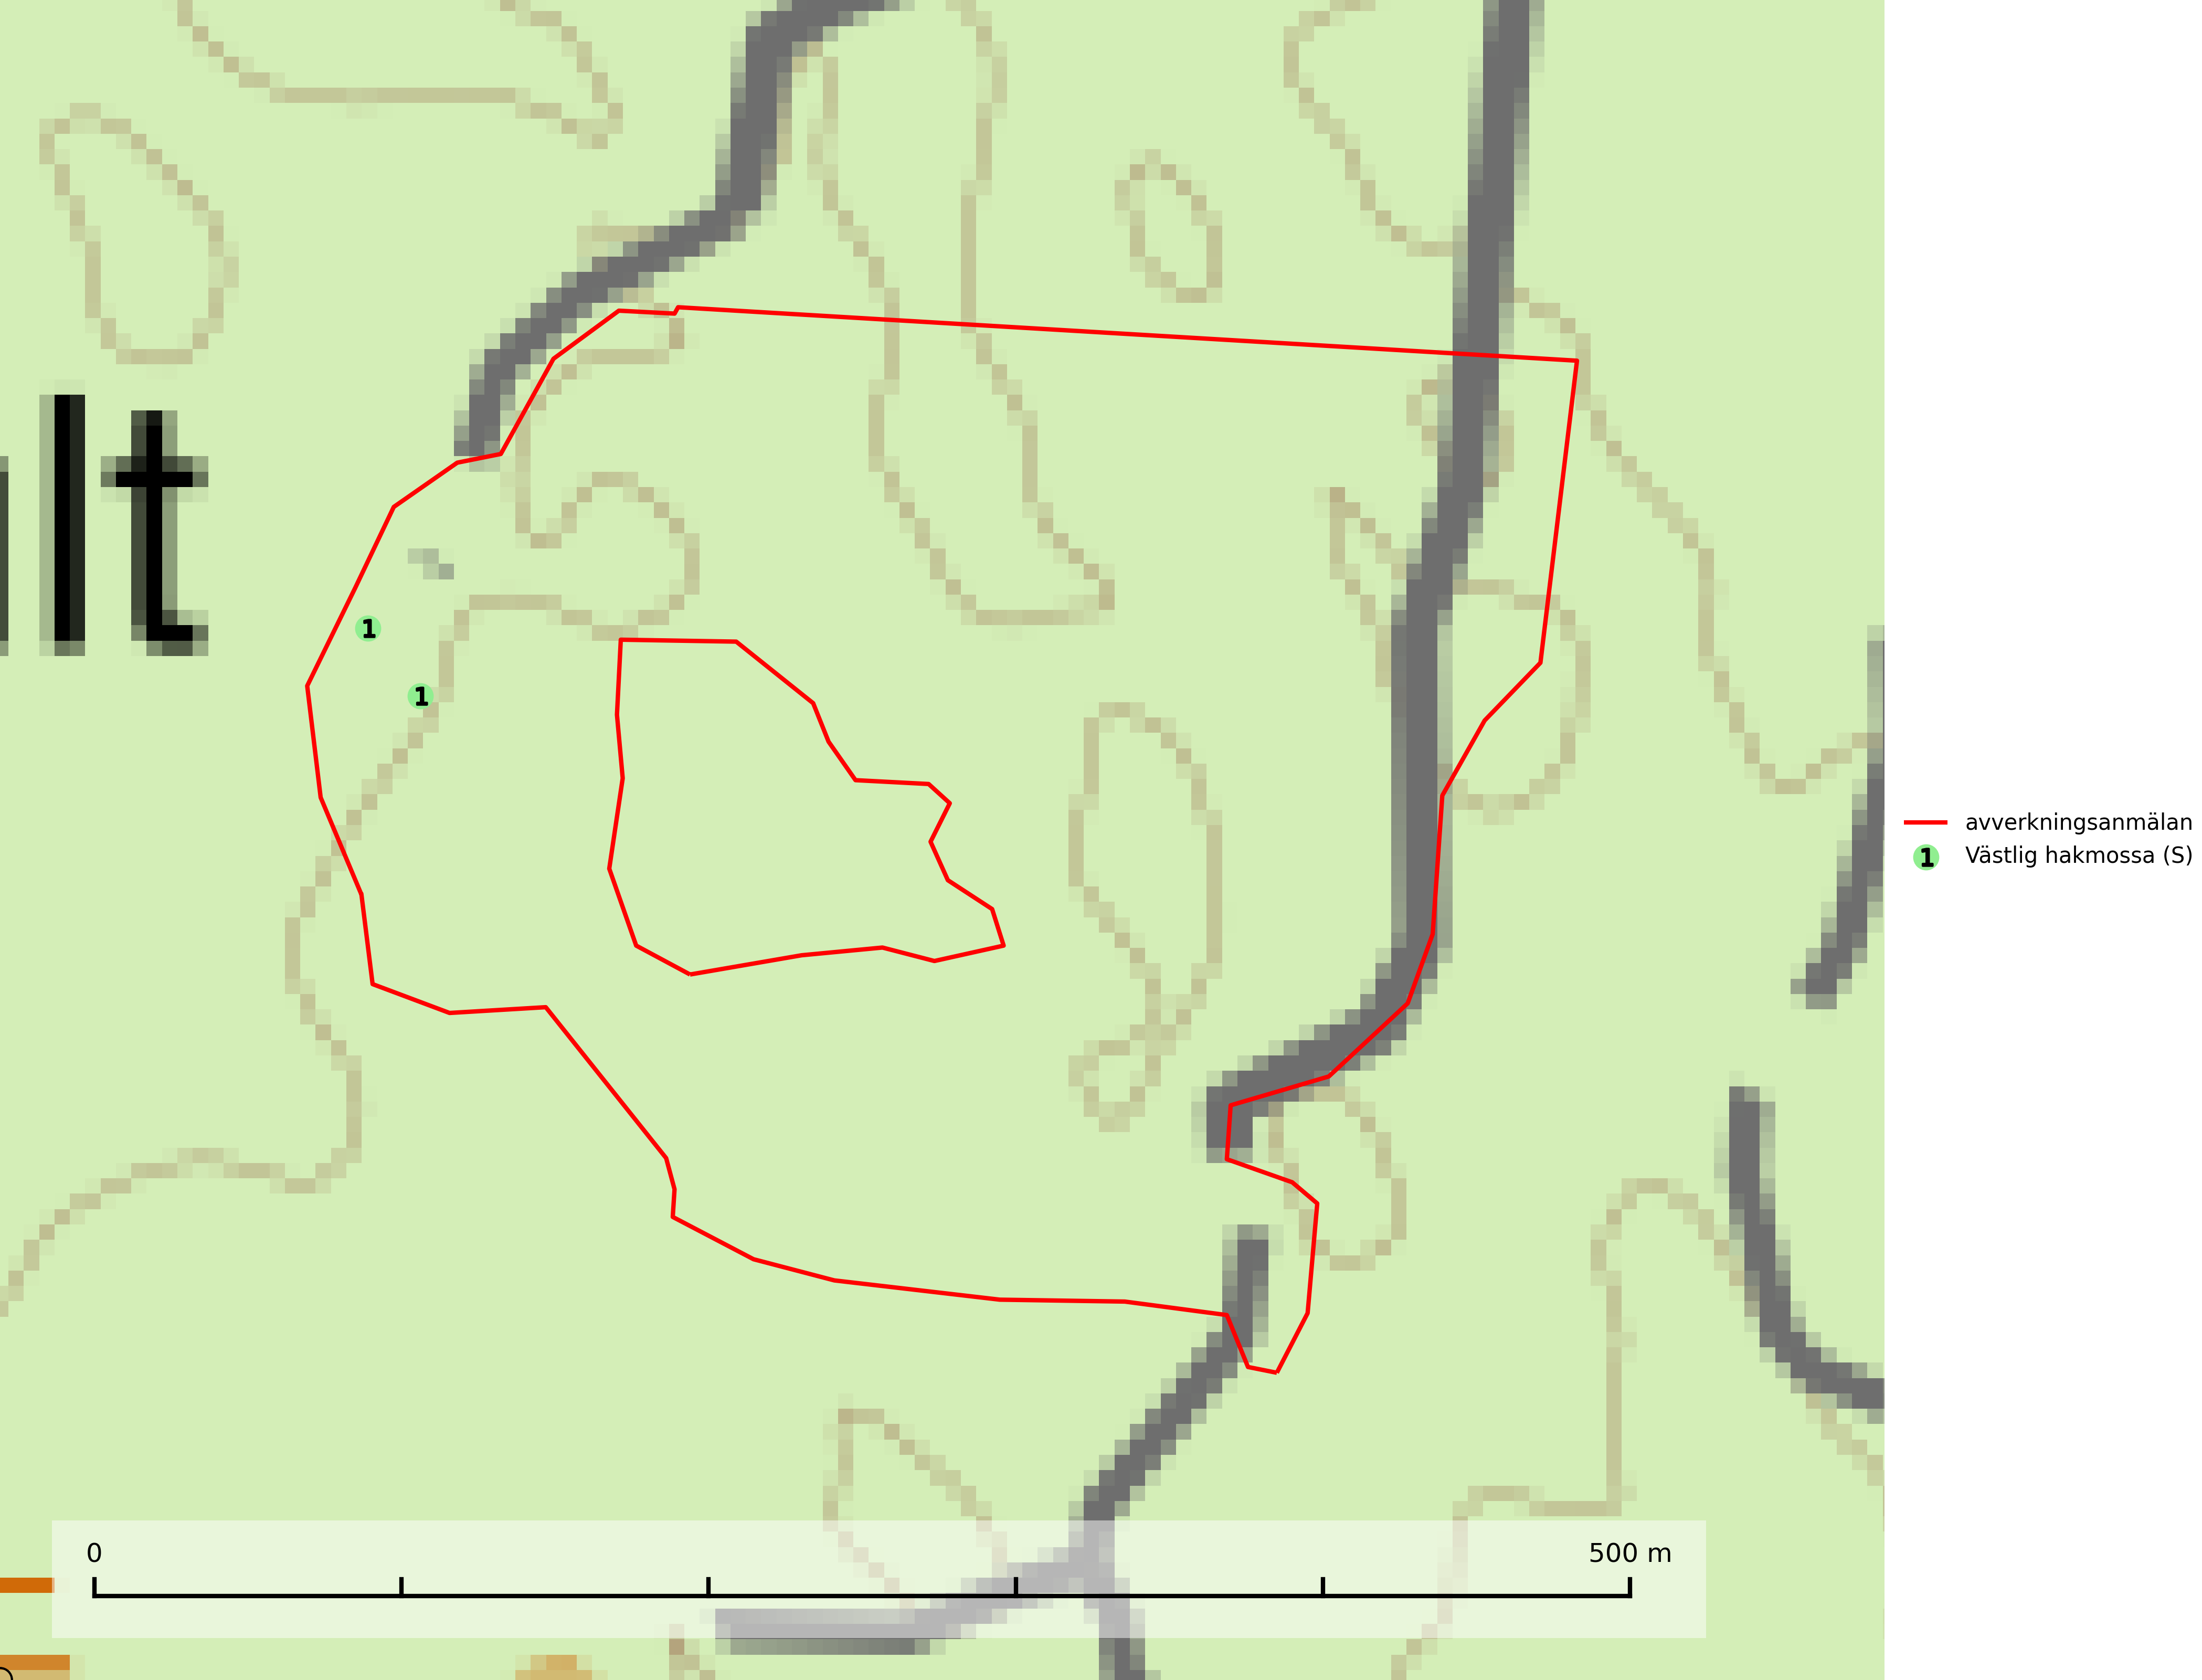 lt
1
1
avverkningsanmälan
1 Västlig hakmossa (S)
0 500 m